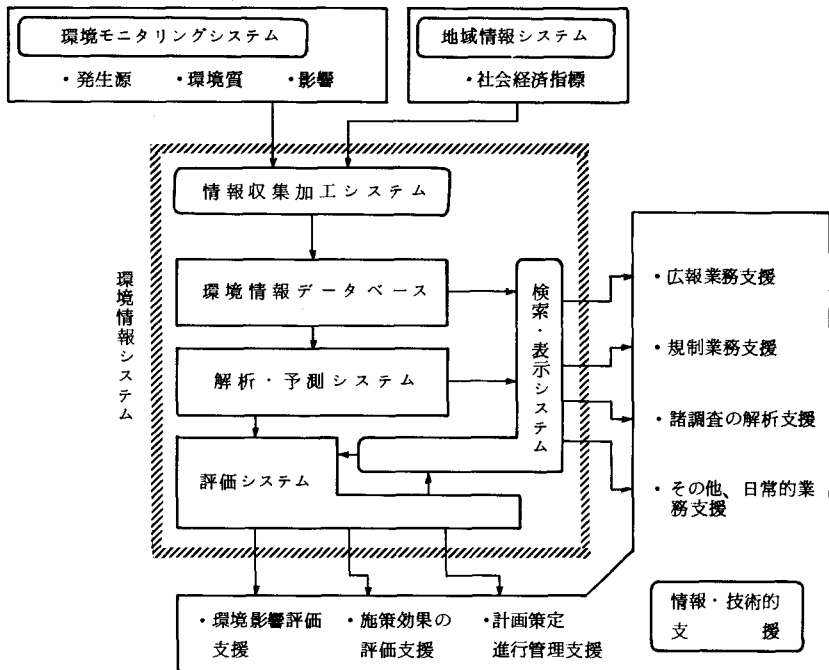 環境モニタリングシステム
・発生源 ・環境質 ・影響
地域情報システム
・社会経済指標
環境情報システム
情報収集加工システム
環境情報データベース
解析・予測システム
評価システム
検索・表示システム
・広報業務支援
・規制業務支援
・諸調査の解析支援
・その他、日常的業
務支援
・環境影響評価
支援
・施策効果の
評価支援
・計画策定
進行管理支援
情報・技術的
支援